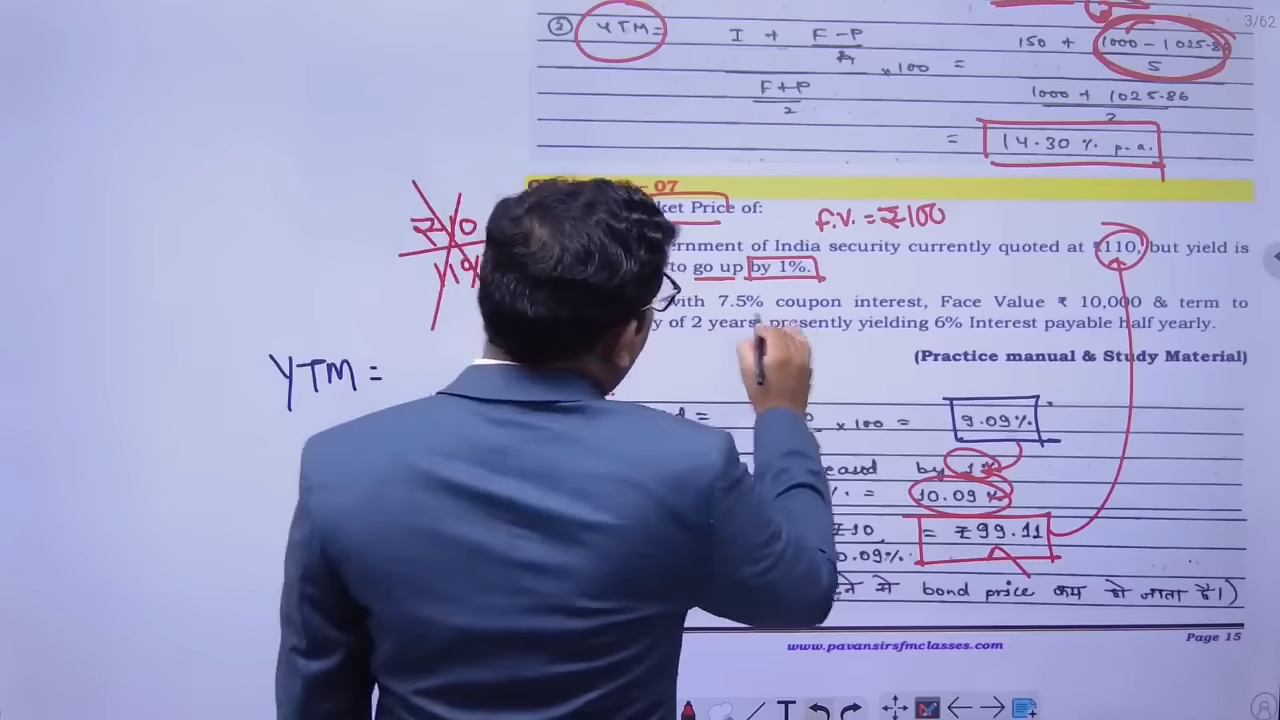 3/62
② YTM = I + F-P/n / F+P/2 ×100 = 150 + 1000 - 1025.86/5 / 1000 + 1025.86/2
= 14.30 % p.a.
- 07
ket Price of: F.V. = ₹100
₹10
ernment of India security currently quoted at ₹110, but yield is
to go up by 1%.
with 7.5% coupon interest, Face Value ₹ 10,000 & term to
y of 2 years, presently yielding 6% Interest payable half yearly.
(Practice manual & Study Material)
YTM =
× 100 = 9.09%
eased by 1%
% = 10.09%
₹10 = ₹99.11
0.09%
से bond price कम हो जाता है।)
Page 15
www.pavansirsfmclasses.com
T